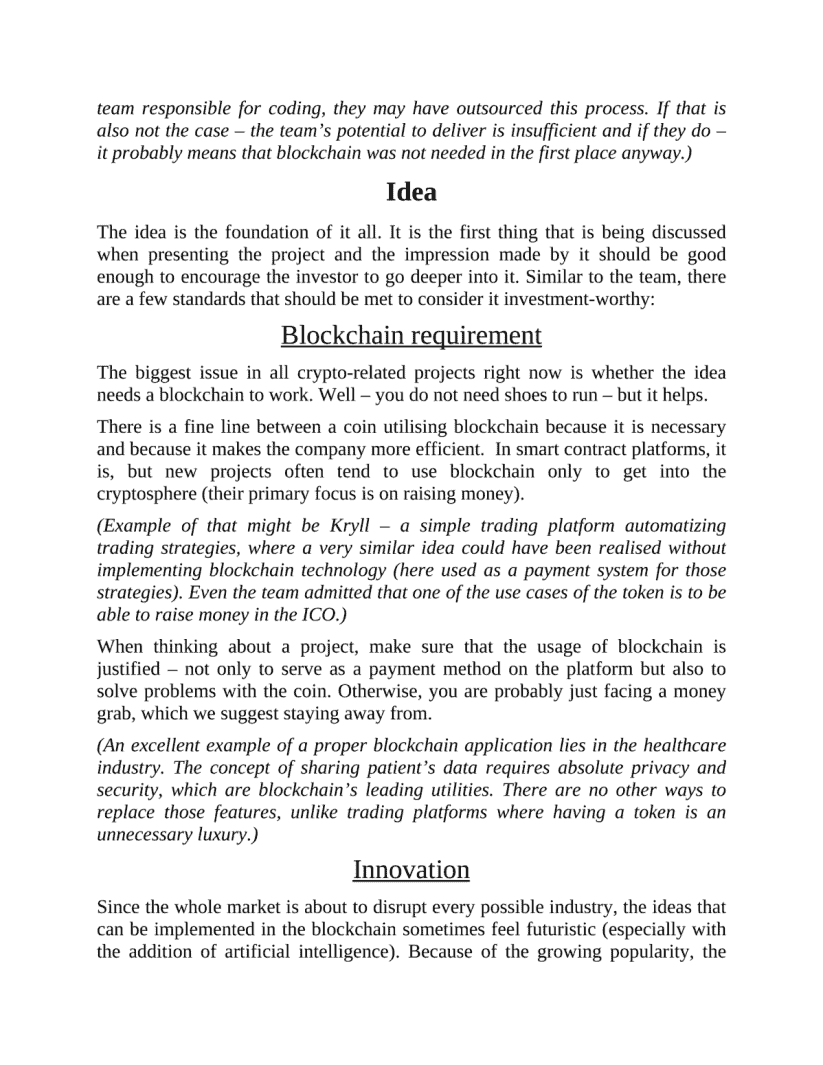 team responsible for coding, they may have outsourced this process. If that is
also not the case – the team’s potential to deliver is insufficient and if they do –
it probably means that blockchain was not needed in the first place anyway.)
Idea
The idea is the foundation of it all. It is the first thing that is being discussed
when presenting the project and the impression made by it should be good
enough to encourage the investor to go deeper into it. Similar to the team, there
are a few standards that should be met to consider it investment-worthy:
Blockchain requirement
The biggest issue in all crypto-related projects right now is whether the idea
needs a blockchain to work. Well – you do not need shoes to run – but it helps.
There is a fine line between a coin utilising blockchain because it is necessary
and because it makes the company more efficient.  In smart contract platforms, it
is, but new projects often tend to use blockchain only to get into the
cryptosphere (their primary focus is on raising money).
(Example of that might be Kryll – a simple trading platform automatizing
trading strategies, where a very similar idea could have been realised without
implementing blockchain technology (here used as a payment system for those
strategies). Even the team admitted that one of the use cases of the token is to be
able to raise money in the ICO.)
When thinking about a project, make sure that the usage of blockchain is
justified – not only to serve as a payment method on the platform but also to
solve problems with the coin. Otherwise, you are probably just facing a money
grab, which we suggest staying away from.
(An excellent example of a proper blockchain application lies in the healthcare
industry. The concept of sharing patient’s data requires absolute privacy and
security, which are blockchain’s leading utilities. There are no other ways to
replace those features, unlike trading platforms where having a token is an
unnecessary luxury.)
Innovation
Since the whole market is about to disrupt every possible industry, the ideas that
can be implemented in the blockchain sometimes feel futuristic (especially with
the addition of artificial intelligence). Because of the growing popularity, the